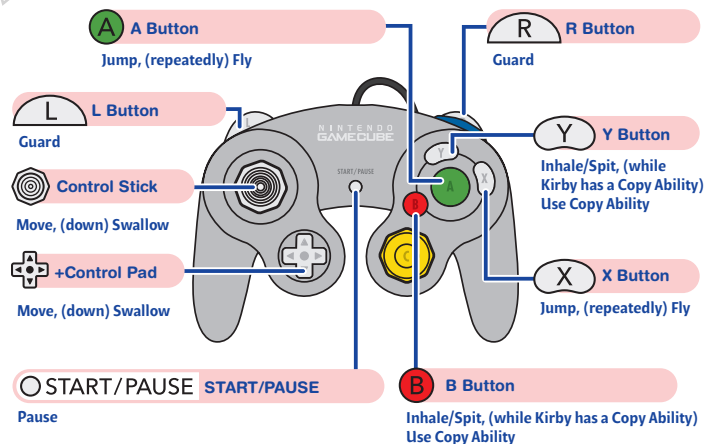 A A Button
Jump, (repeatedly) Fly
R R Button
Guard
L L Button
Guard
L
NINTENDO
GAMECUBE
Y Y Button
Inhale/Spit, (while
Kirby has a Copy Ability)
Use Copy Ability
START/PAUSE
Y
X
A
B
C
Control Stick
Move, (down) Swallow
+Control Pad
Move, (down) Swallow
X X Button
Jump, (repeatedly) Fly
START/PAUSE START/PAUSE
Pause
B B Button
Inhale/Spit, (while Kirby has a Copy Ability)
Use Copy Ability